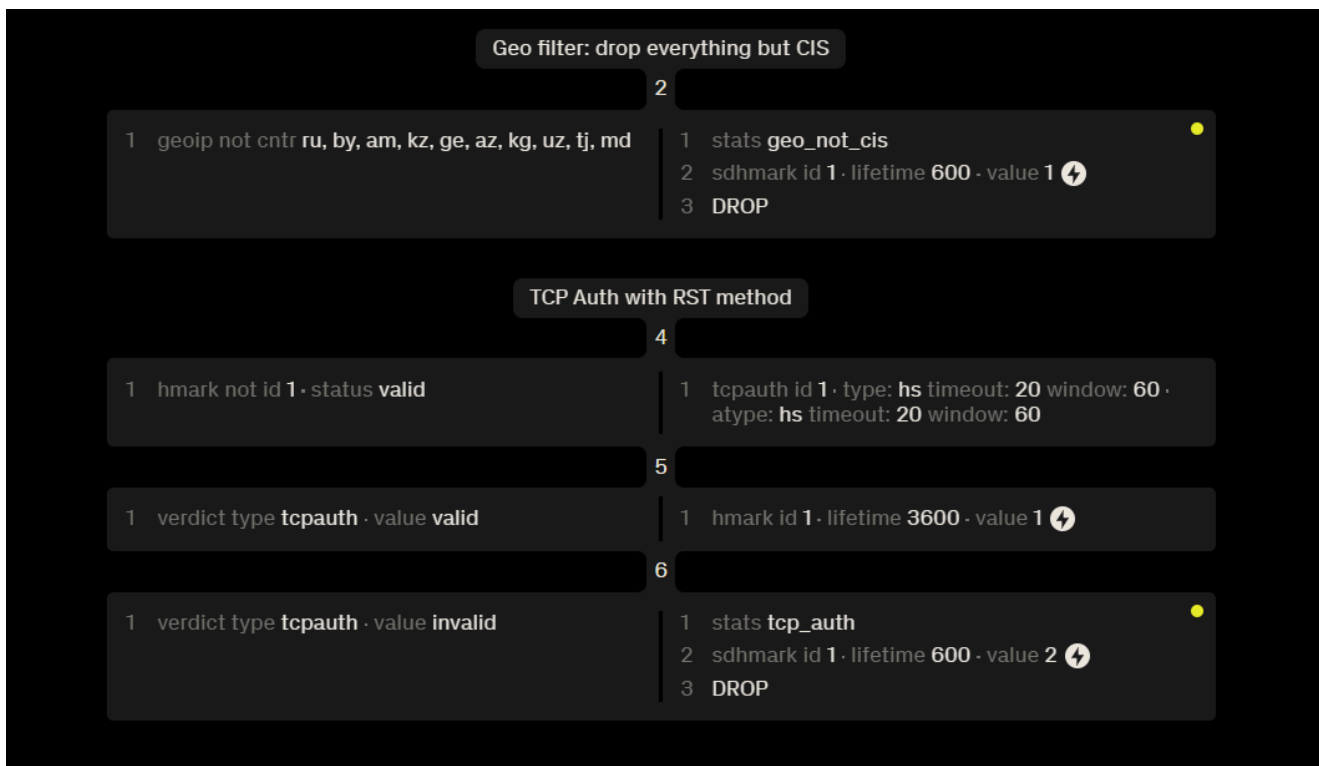 Geo filter: drop everything but CIS
2
1 geoip not cntr ru, by, am, kz, ge, az, kg, uz, tj, md
1 stats geo_not_cis
2 sdhmark id 1 · lifetime 600 · value 1
3 DROP
TCP Auth with RST method
4
1 hmark not id 1 · status valid
1 tcpauth id 1 · type: hs timeout: 20 window: 60 ·
atype: hs timeout: 20 window: 60
5
1 verdict type tcpauth · value valid
1 hmark id 1 · lifetime 3600 · value 1
6
1 verdict type tcpauth · value invalid
1 stats tcp_auth
2 sdhmark id 1 · lifetime 600 · value 2
3 DROP